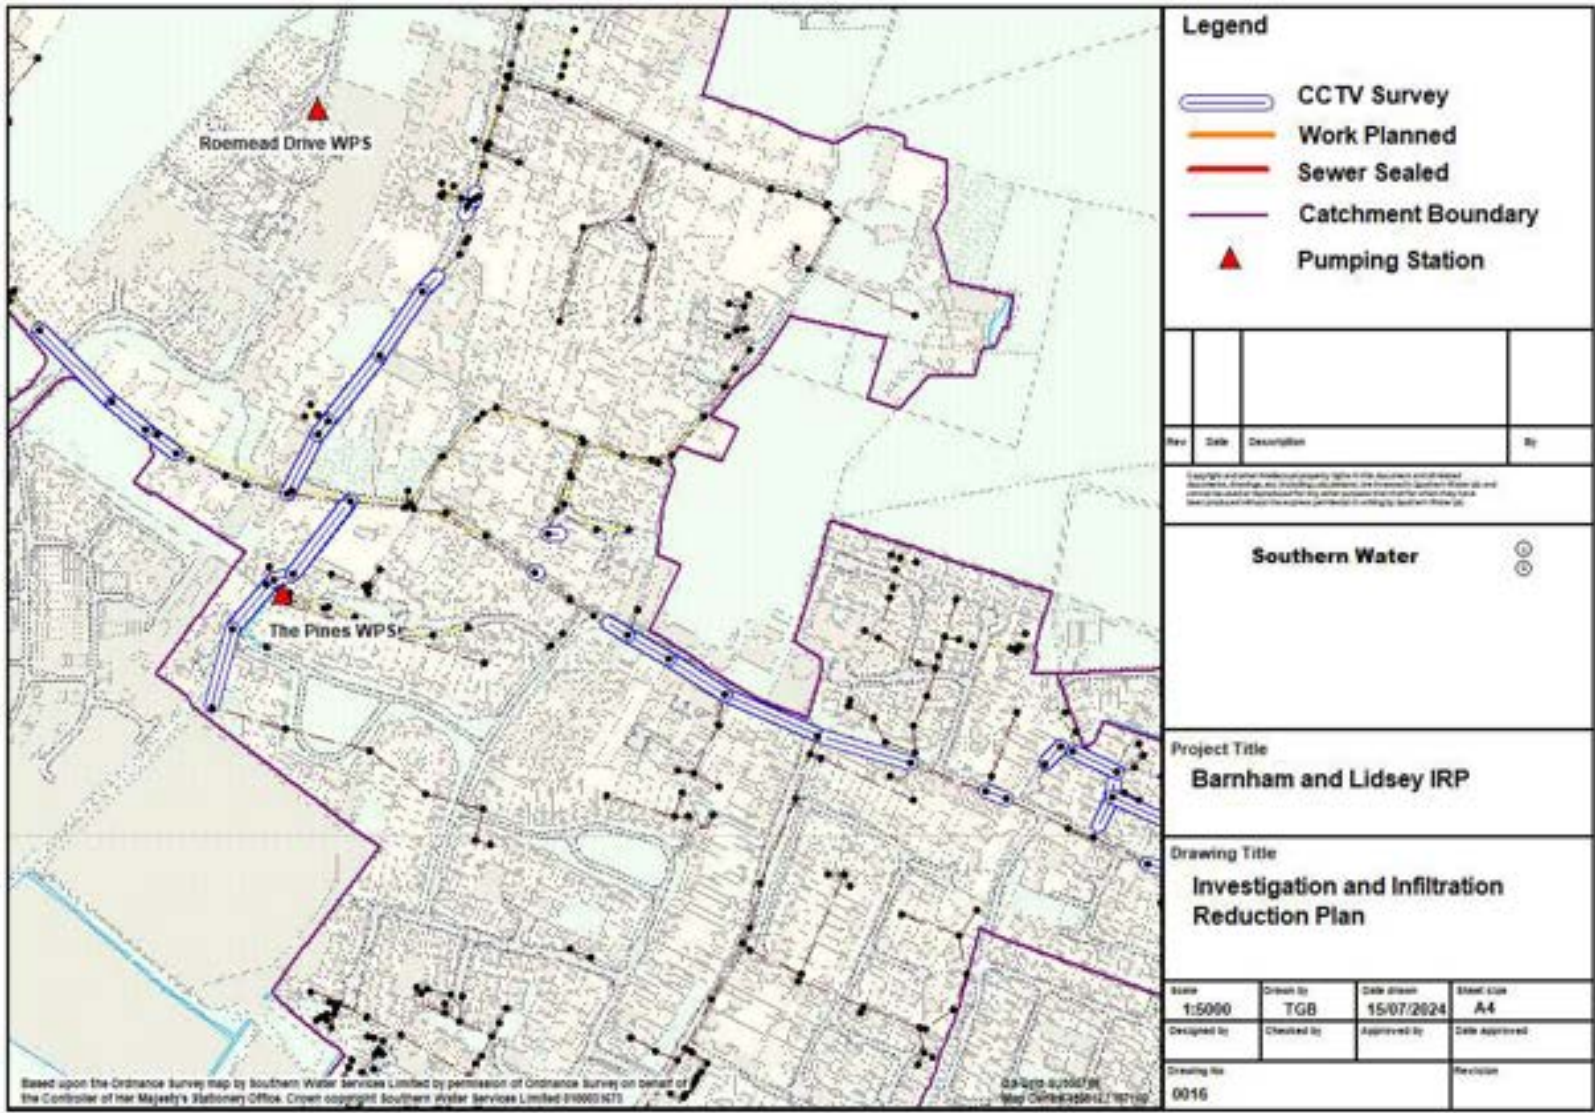 Roemead Drive WPS
The Pines WPS
Based upon the Ordnance Survey map by Southern Water Services Limited by permission of Ordnance Survey on behalf of
the Controller of Her Majesty's Stationery Office. Crown copyright Southern Water Services Limited
Legend
CCTV Survey
Work Planned
Sewer Sealed
Catchment Boundary
Pumping Station
Rev Date Description By
Southern Water
Project Title
Barnham and Lidsey IRP
Drawing Title
Investigation and Infiltration
Reduction Plan
Scale Drawn by Date drawn Sheet size
1:5000 TGB 15/07/2024 A4
Designed by Checked by Approved by Date approved
Drawing No Revision
0016